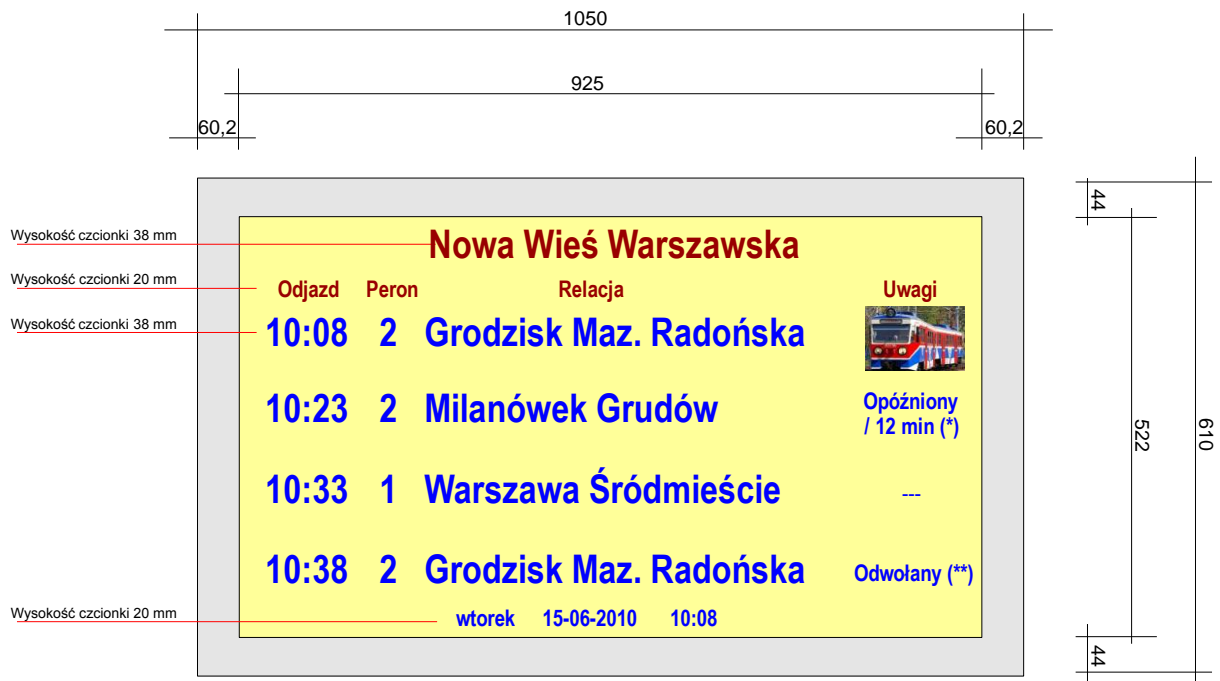 1050
925
60,2
60,2
44
Wysokość czcionki 38 mm
Nowa Wieś Warszawska
Wysokość czcionki 20 mm
Odjazd Peron Relacja Uwagi
Wysokość czcionki 38 mm
10:08 2 Grodzisk Maz. Radońska
10:23 2 Milanówek Grudów Opóźniony
/ 12 min (*)
522
610
10:33 1 Warszawa Śródmieście ---
10:38 2 Grodzisk Maz. Radońska Odwołany (**)
Wysokość czcionki 20 mm
wtorek 15-06-2010 10:08
44